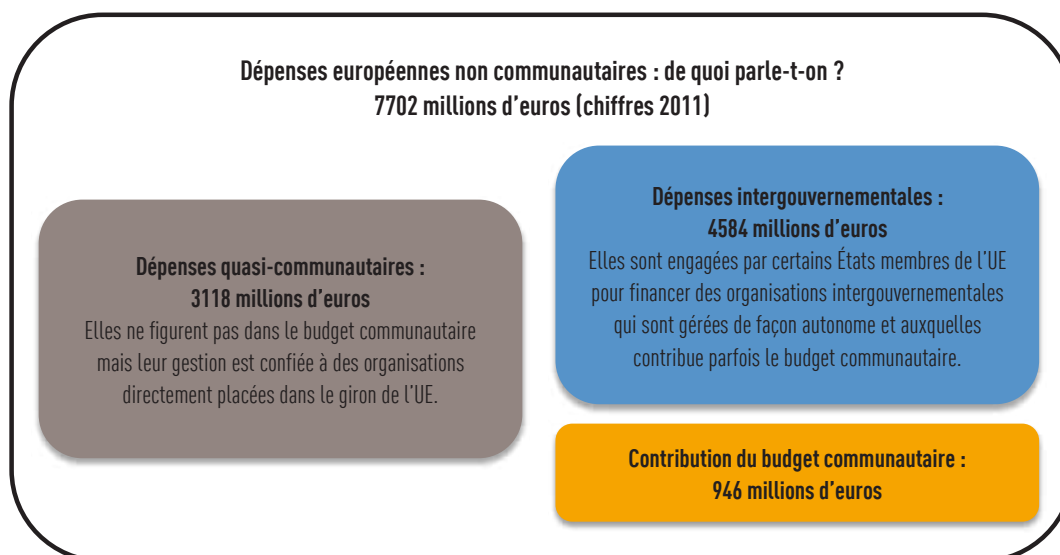 Dépenses européennes non communautaires : de quoi parle-t-on ?
7702 millions d’euros (chiffres 2011)
Dépenses quasi-communautaires :
3118 millions d’euros
Elles ne figurent pas dans le budget communautaire
mais leur gestion est confiée à des organisations
directement placées dans le giron de l’UE.
Dépenses intergouvernementales :
4584 millions d’euros
Elles sont engagées par certains États membres de l’UE
pour financer des organisations intergouvernementales
qui sont gérées de façon autonome et auxquelles
contribue parfois le budget communautaire.
Contribution du budget communautaire :
946 millions d’euros